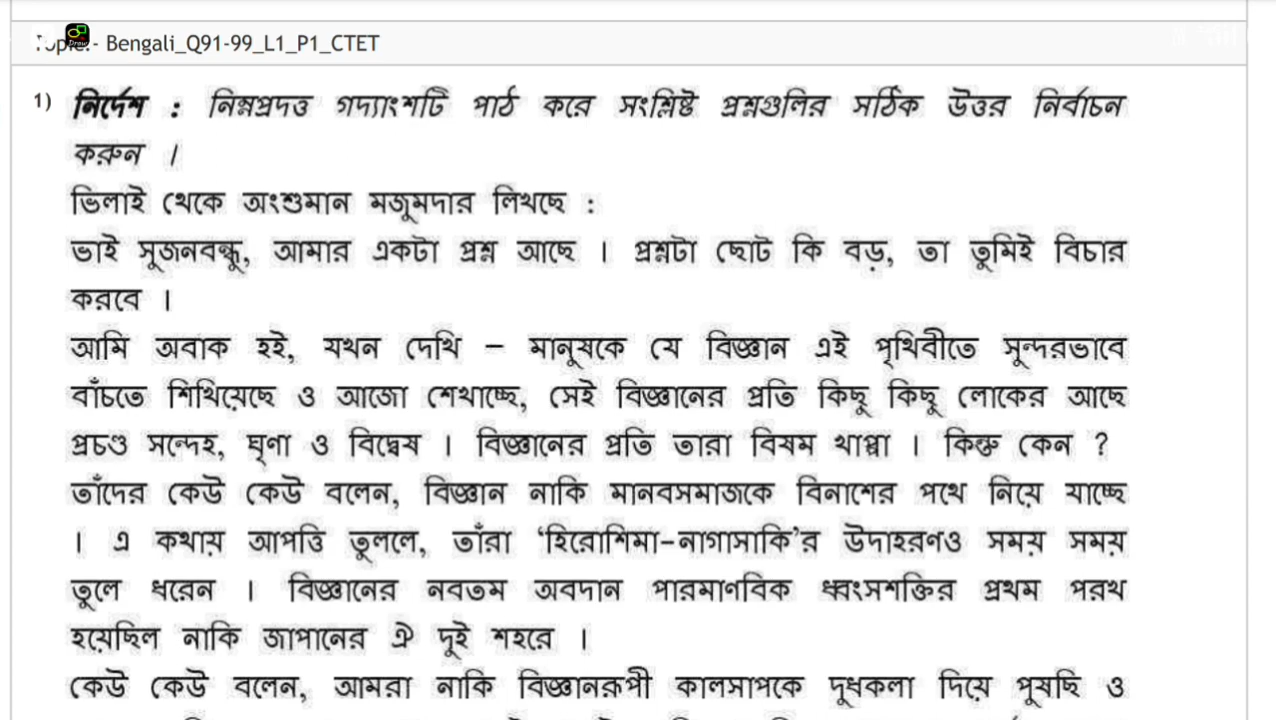 Topic:- Bengali_Q91-99_L1_P1_CTET
1) নির্দেশ : নিম্নপ্রদত্ত গদ্যাংশটি পাঠ করে সংশ্লিষ্ট প্রশ্নগুলির সঠিক উত্তর নির্বাচন
করুন ।
ভিলাই থেকে অংশুমান মজুমদার লিখছে :
ভাই সুজনবন্ধু, আমার একটা প্রশ্ন আছে । প্রশ্নটা ছোট কি বড়, তা তুমিই বিচার
করবে ।
আমি অবাক হই, যখন দেখি – মানুষকে যে বিজ্ঞান এই পৃথিবীতে সুন্দরভাবে
বাঁচতে শিখিয়েছে ও আজো শেখাচ্ছে, সেই বিজ্ঞানের প্রতি কিছু কিছু লোকের আছে
প্রচণ্ড সন্দেহ, ঘৃণা ও বিদ্বেষ । বিজ্ঞানের প্রতি তারা বিষম খাপ্পা । কিন্তু কেন ?
তাঁদের কেউ কেউ বলেন, বিজ্ঞান নাকি মানবসমাজকে বিনাশের পথে নিয়ে যাচ্ছে
। এ কথায় আপত্তি তুললে, তাঁরা ‘হিরোশিমা-নাগাসাকি’র উদাহরণও সময় সময়
তুলে ধরেন । বিজ্ঞানের নবতম অবদান পারমাণবিক ধ্বংসশক্তির প্রথম পরখ
হয়েছিল নাকি জাপানের ঐ দুই শহরে ।
কেউ কেউ বলেন, আমরা নাকি বিজ্ঞানরূপী কালসাপকে দুধকলা দিয়ে পুষছি ও